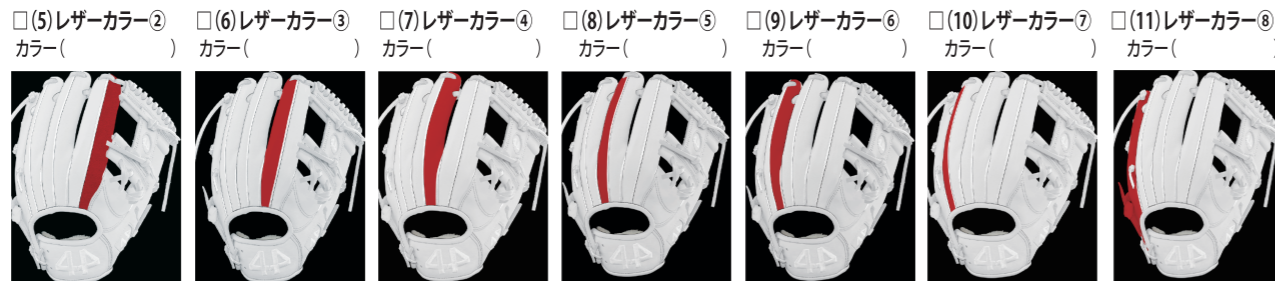 □(5)レザーカラー② □(6)レザーカラー③ □(7)レザーカラー④ □(8)レザーカラー⑤ □(9)レザーカラー⑥ □(10)レザーカラー⑦ □(11)レザーカラー⑧
カラー( ) カラー( ) カラー( ) カラー( ) カラー( ) カラー( ) カラー( )